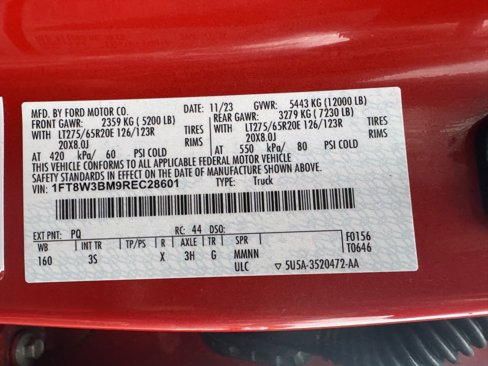 MFD. BY FORD MOTOR CO.
DATE: 11/23 GVWR: 5443 KG (12000 LB)
FRONT GAWR: 2359 KG (5200 LB) REAR GAWR: 3279 KG (7230 LB)
WITH LT275/65R20E 126/123R TIRES WITH LT275/65R20E 126/123R TIRES
20X8.0J RIMS 20X8.0J RIMS
AT 420 kPa/ 60 PSI COLD AT 550 kPa/ 80 PSI COLD
THIS VEHICLE CONFORMS TO ALL APPLICABLE FEDERAL MOTOR VEHICLE
SAFETY STANDARDS IN EFFECT ON THE DATE OF MANUFACTURE SHOWN ABOVE.
VIN: 1FT8W3BM9REC28601 TYPE: Truck
EXT PNT: PQ RC: 44 DSO: F0156
WB INT TR TP/PS R AXLE TR SPR T0646
160 3S X 3H G MMNN
ULC ▽ 5U5A-3520472-AA